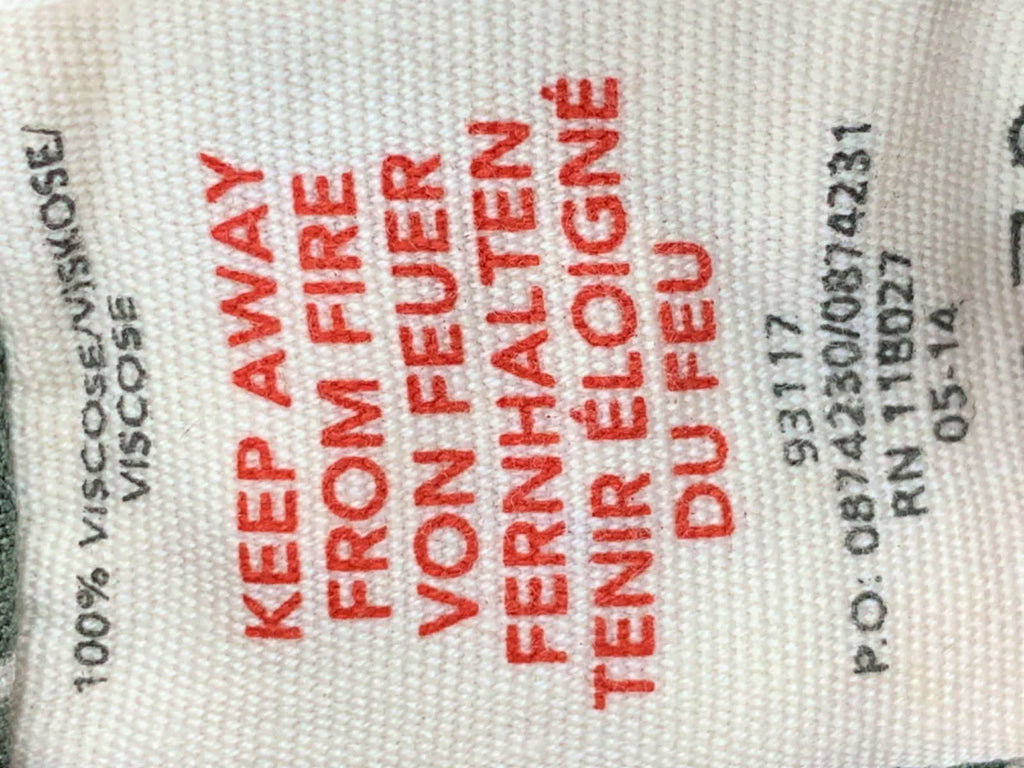 100% VISCOSE/VISKOSE/
VISCOSE
KEEP AWAY
FROM FIRE
VON FEUER
FERNHALTEN
TENIR ÉLOIGNÉ
DU FEU
93117
P.O: 0874230/0874231
RN 118027
05-14